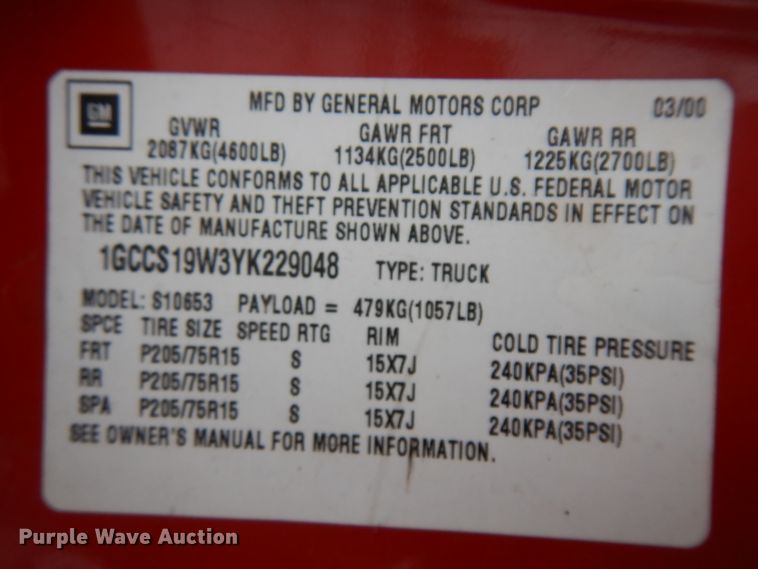 GM
MFD BY GENERAL MOTORS CORP 03/00
GVWR GAWR FRT GAWR RR
2087KG(4600LB) 1134KG(2500LB) 1225KG(2700LB)
THIS VEHICLE CONFORMS TO ALL APPLICABLE U.S. FEDERAL MOTOR
VEHICLE SAFETY AND THEFT PREVENTION STANDARDS IN EFFECT ON
THE DATE OF MANUFACTURE SHOWN ABOVE.
1GCCS19W3YK229048 TYPE: TRUCK
MODEL: S10653 PAYLOAD = 479KG(1057LB)
SPCE TIRE SIZE SPEED RTG RIM COLD TIRE PRESSURE
FRT P205/75R15 S 15X7J 240KPA(35PSI)
RR P205/75R15 S 15X7J 240KPA(35PSI)
SPA P205/75R15 S 15X7J 240KPA(35PSI)
SEE OWNER'S MANUAL FOR MORE INFORMATION.
Purple Wave Auction